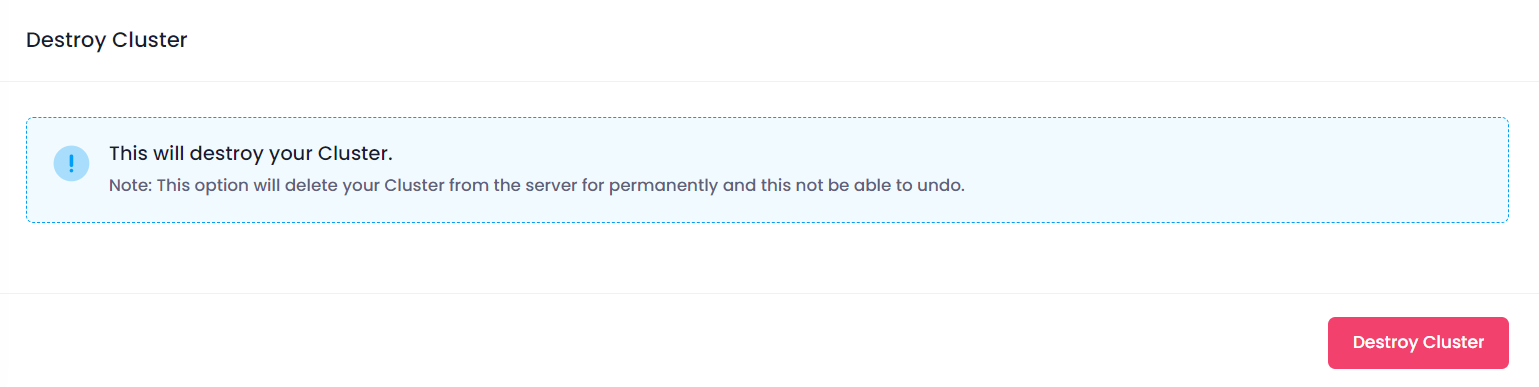 Destroy Cluster
This will destroy your Cluster.
Note: This option will delete your Cluster from the server for permanently and this not be able to undo.
Destroy Cluster